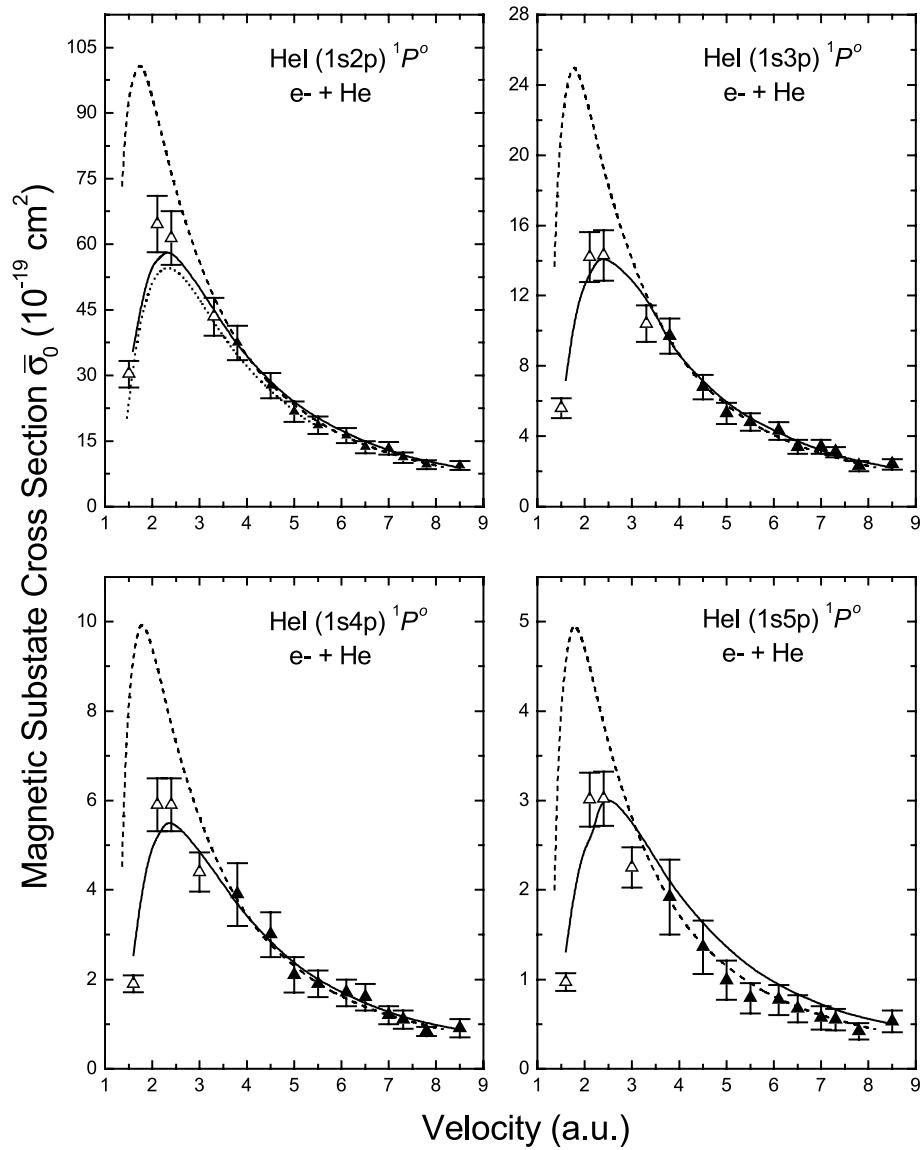 Magnetic Substate Cross Section σ̅₀ (10⁻¹⁹ cm²)
HeI (1s2p) ¹Pᵒ
e- + He
105
90
75
60
45
30
15
0
1 2 3 4 5 6 7 8 9
HeI (1s3p) ¹Pᵒ
e- + He
28
24
20
16
12
8
4
0
1 2 3 4 5 6 7 8 9
HeI (1s4p) ¹Pᵒ
e- + He
10
8
6
4
2
0
1 2 3 4 5 6 7 8 9
HeI (1s5p) ¹Pᵒ
e- + He
5
4
3
2
1
0
1 2 3 4 5 6 7 8 9
Velocity (a.u.)